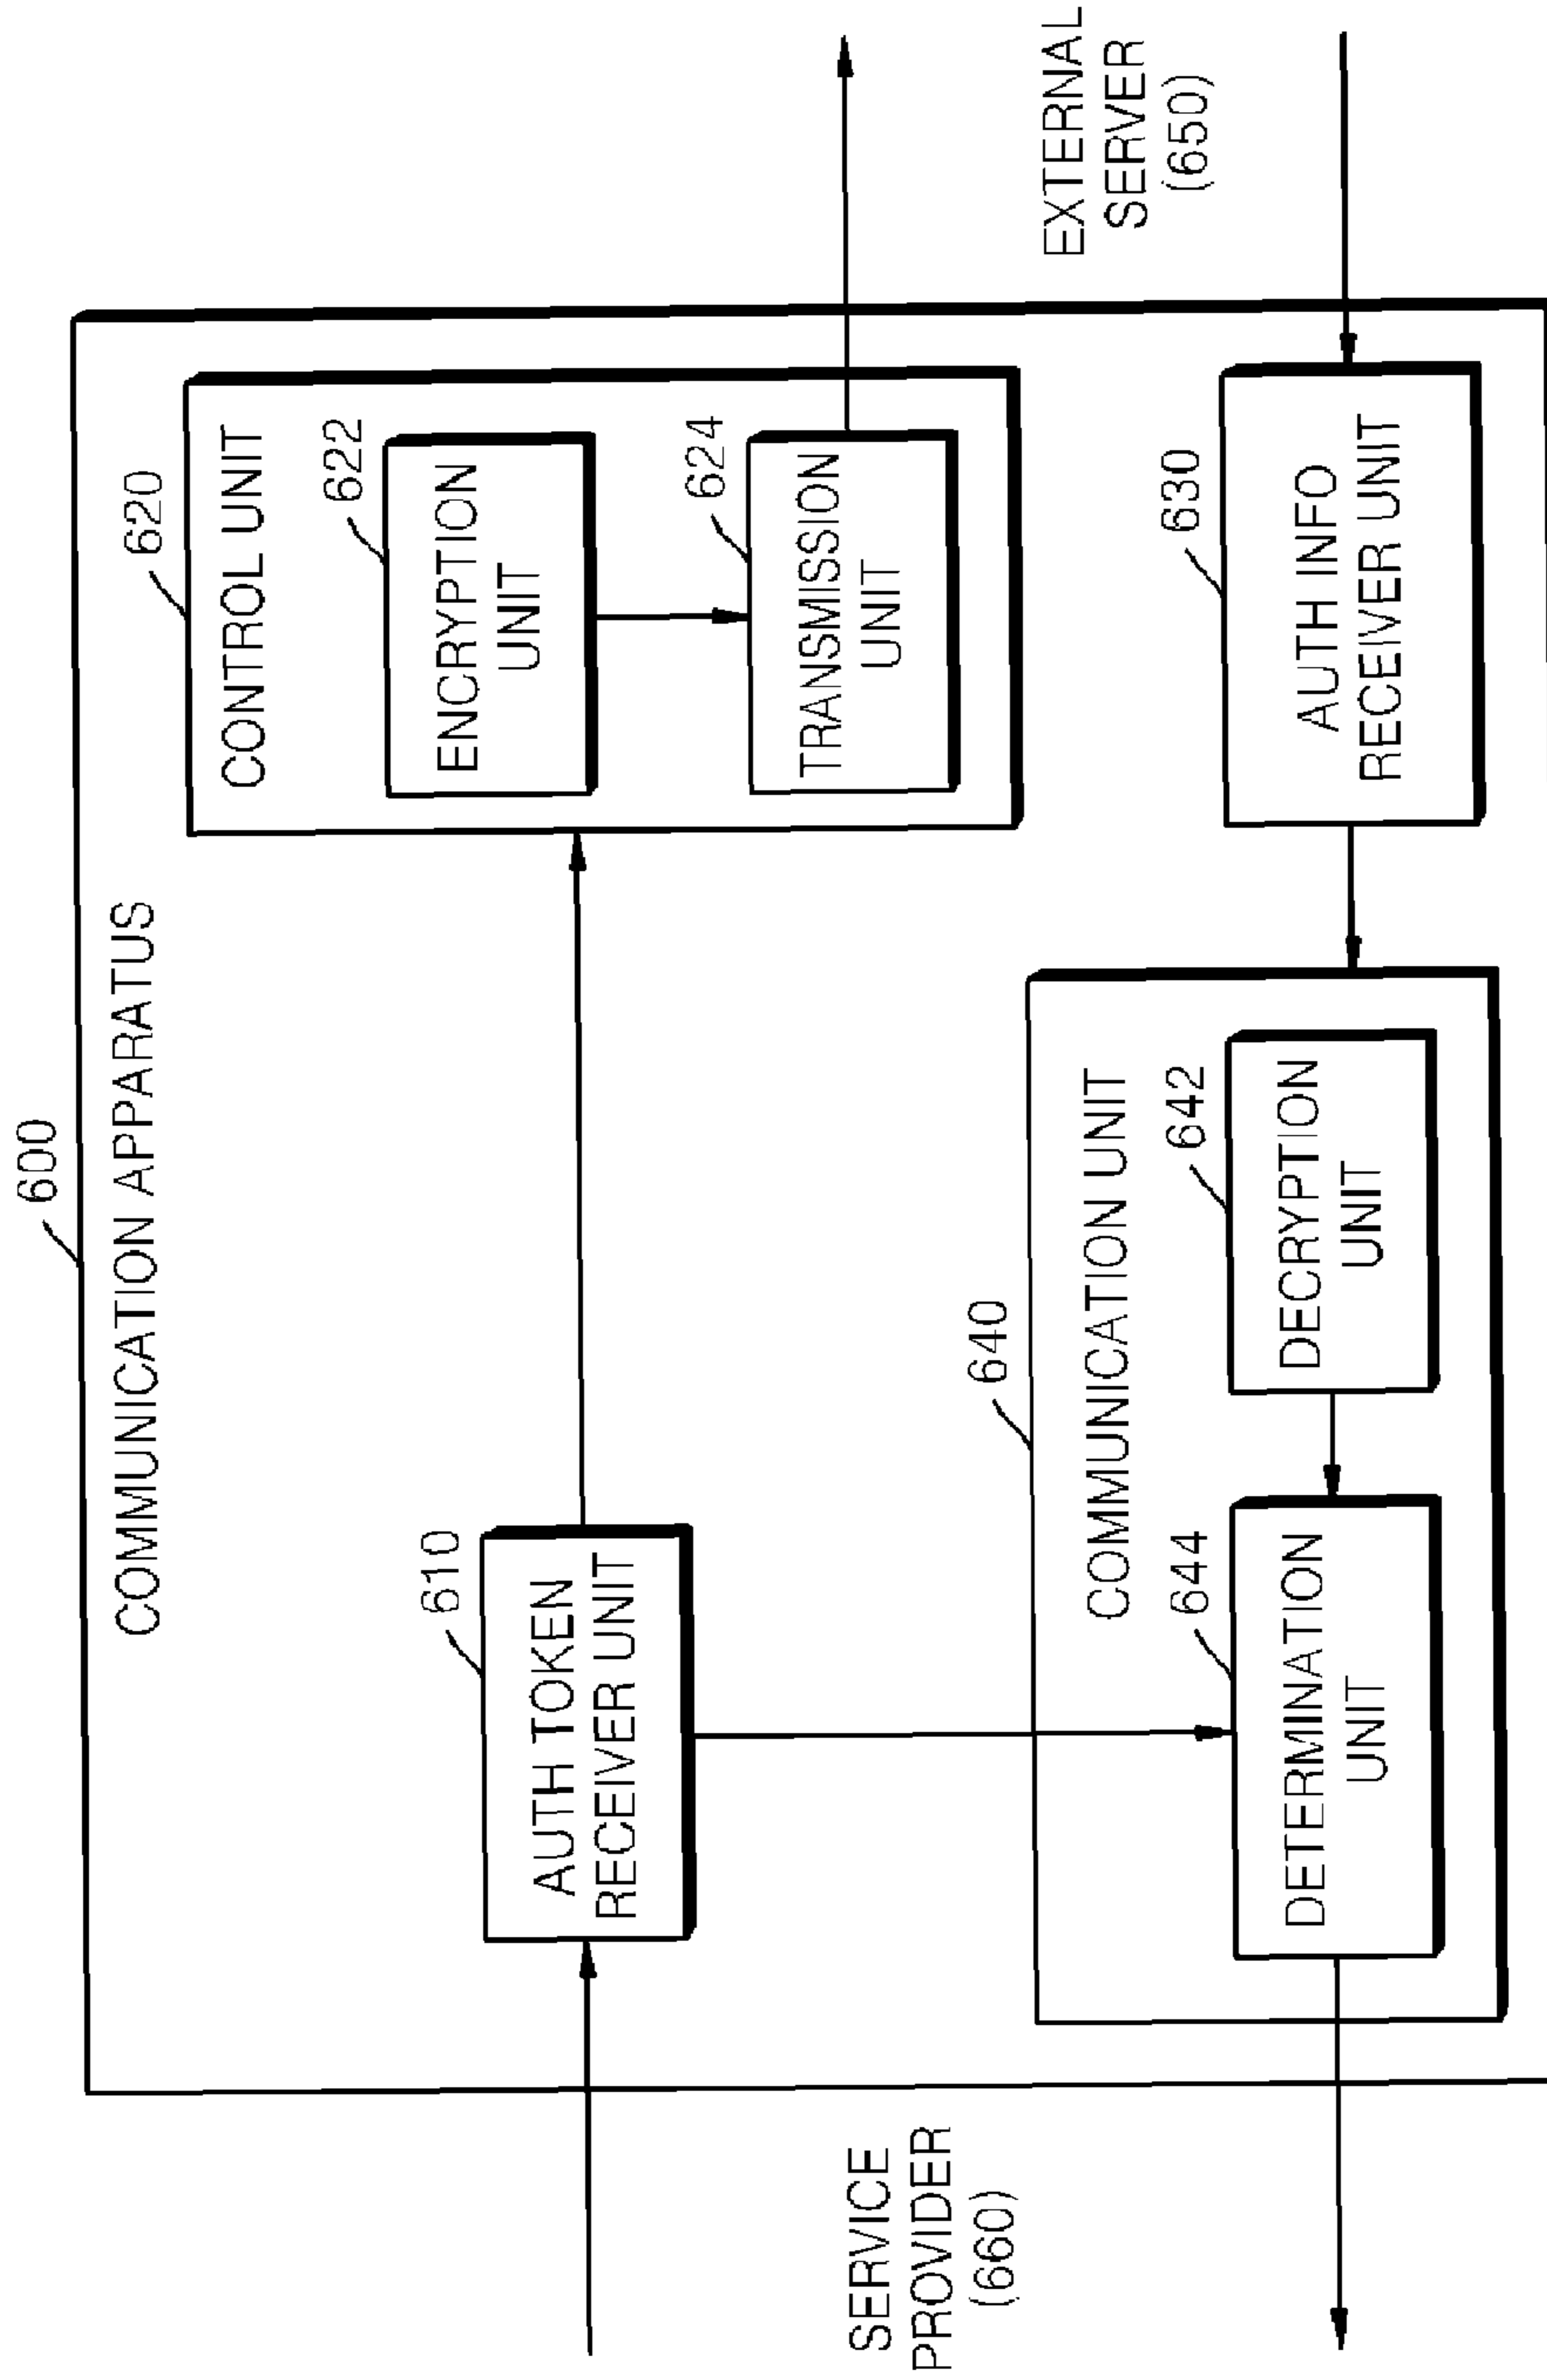 600
COMMUNICATION APPARATUS
620
CONTROL UNIT
622
ENCRYPTION
UNIT
624
TRANSMISSION
UNIT
610
AUTH TOKEN
RECEIVER UNIT
SERVICE
PROVIDER
(660)
EXTERNAL
SERVER
(650)
640
COMMUNICATION UNIT
644
DETERMINATION
UNIT
642
DECRYPTION
UNIT
630
AUTH INFO
RECEIVER UNIT